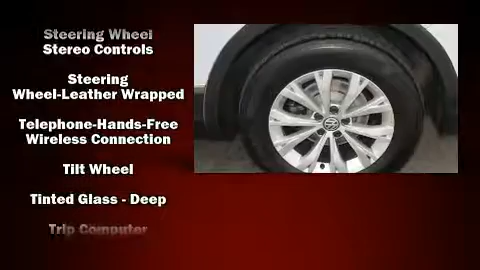 Steering Wheel
Stereo Controls
Steering
Wheel-Leather Wrapped
Telephone-Hands-Free
Wireless Connection
Tilt Wheel
Tinted Glass - Deep
Trip Computer